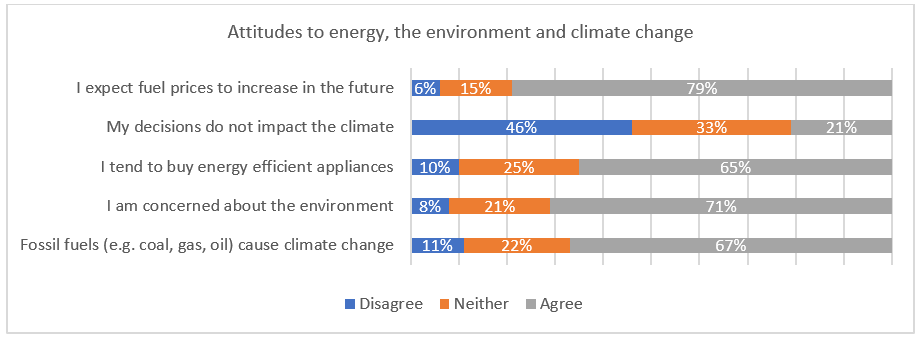 Attitudes to energy, the environment and climate change
I expect fuel prices to increase in the future 6% 15% 79%
My decisions do not impact the climate 46% 33% 21%
I tend to buy energy efficient appliances 10% 25% 65%
I am concerned about the environment 8% 21% 71%
Fossil fuels (e.g. coal, gas, oil) cause climate change 11% 22% 67%
Disagree Neither Agree